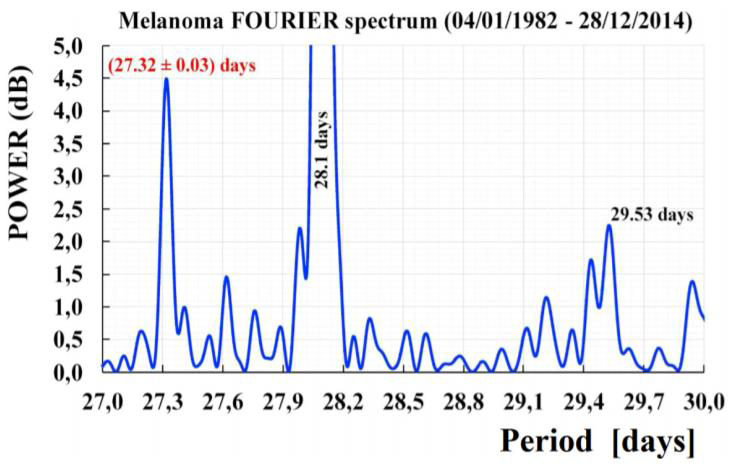 Melanoma FOURIER spectrum (04/01/1982 - 28/12/2014)
POWER (dB)
5,0
4,5
4,0
3,5
3,0
2,5
2,0
1,5
1,0
0,5
0,0
(27.32 ± 0.03) days
28.1 days
29.53 days
27,0 27,3 27,6 27,9 28,2 28,5 28,8 29,1 29,4 29,7 30,0
Period [days]